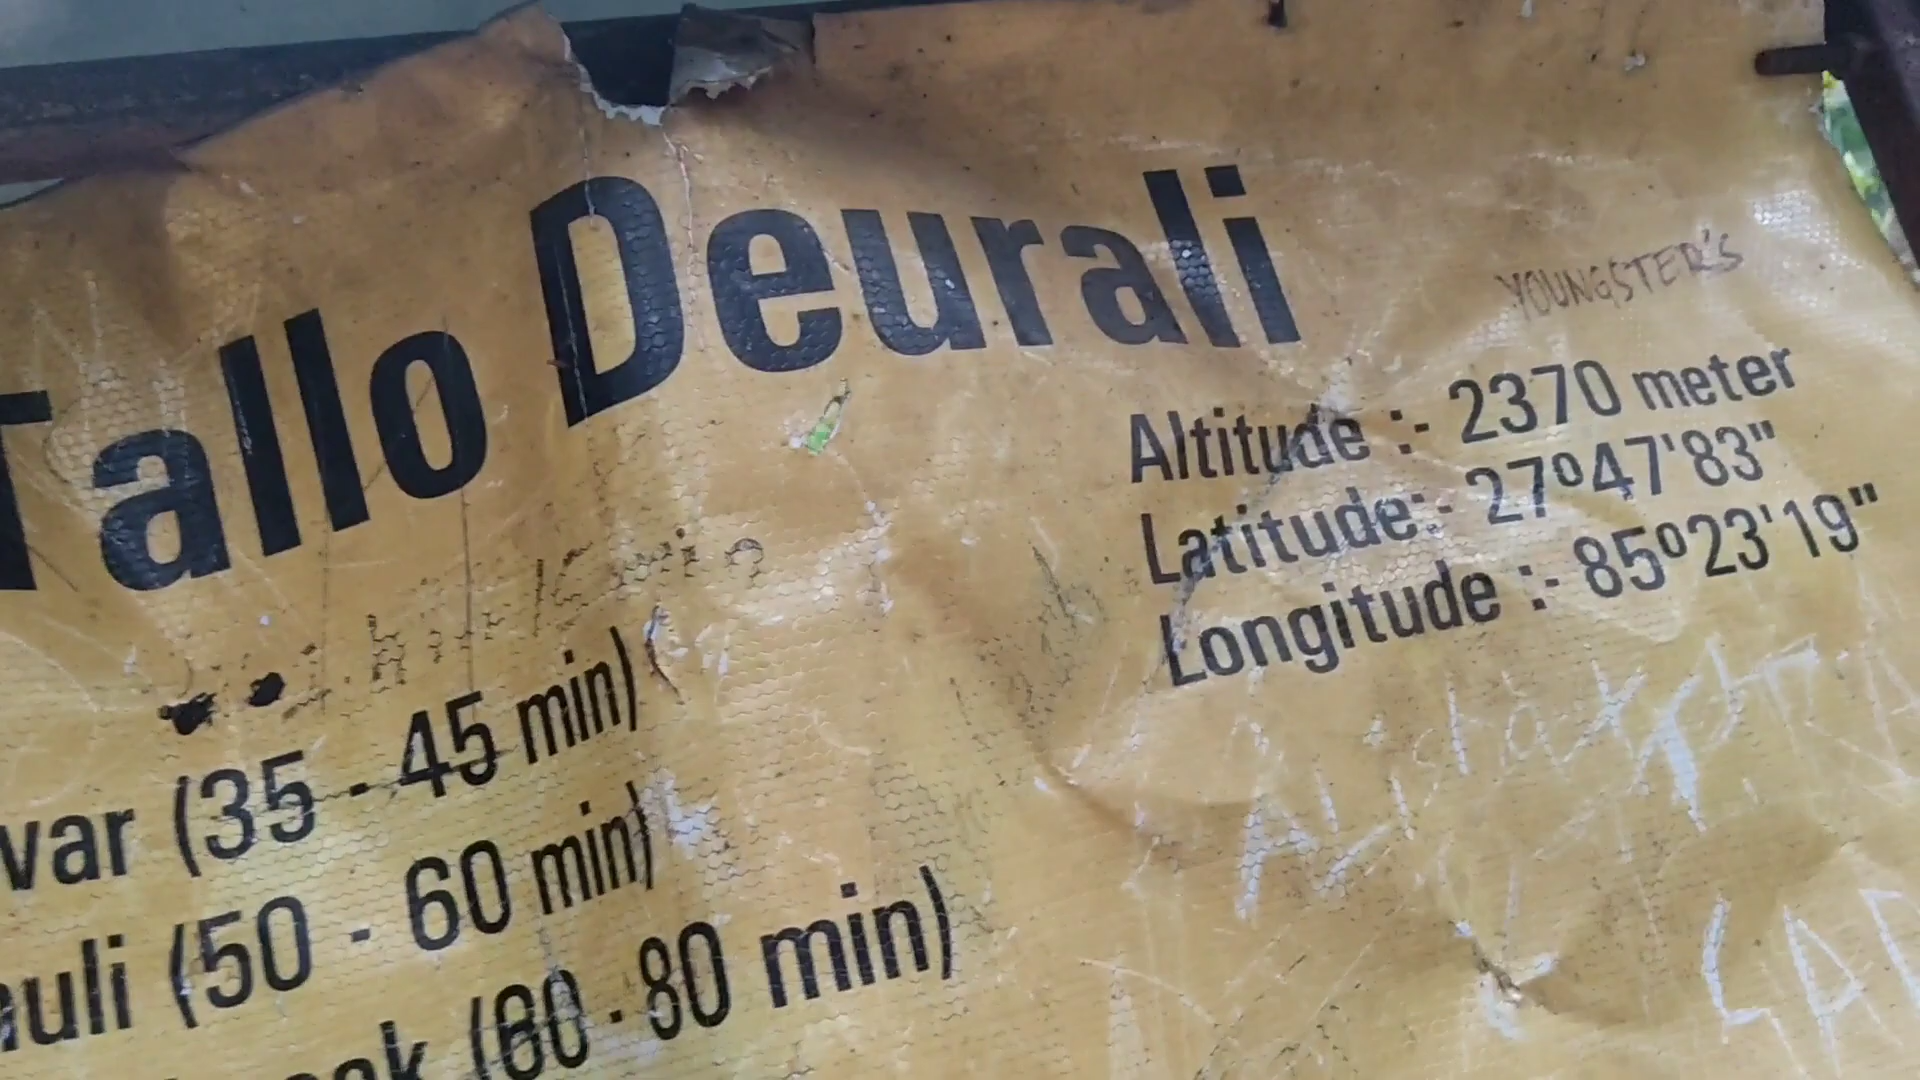 Tallo Deurali
YOUNGSTER'S
Altitude :- 2370 meter
Latitude:- 27º47'83"
Longitude :- 85º23'19"
var (35 - 45 min)
uli (50 - 60 min)
(60 - 80 min)